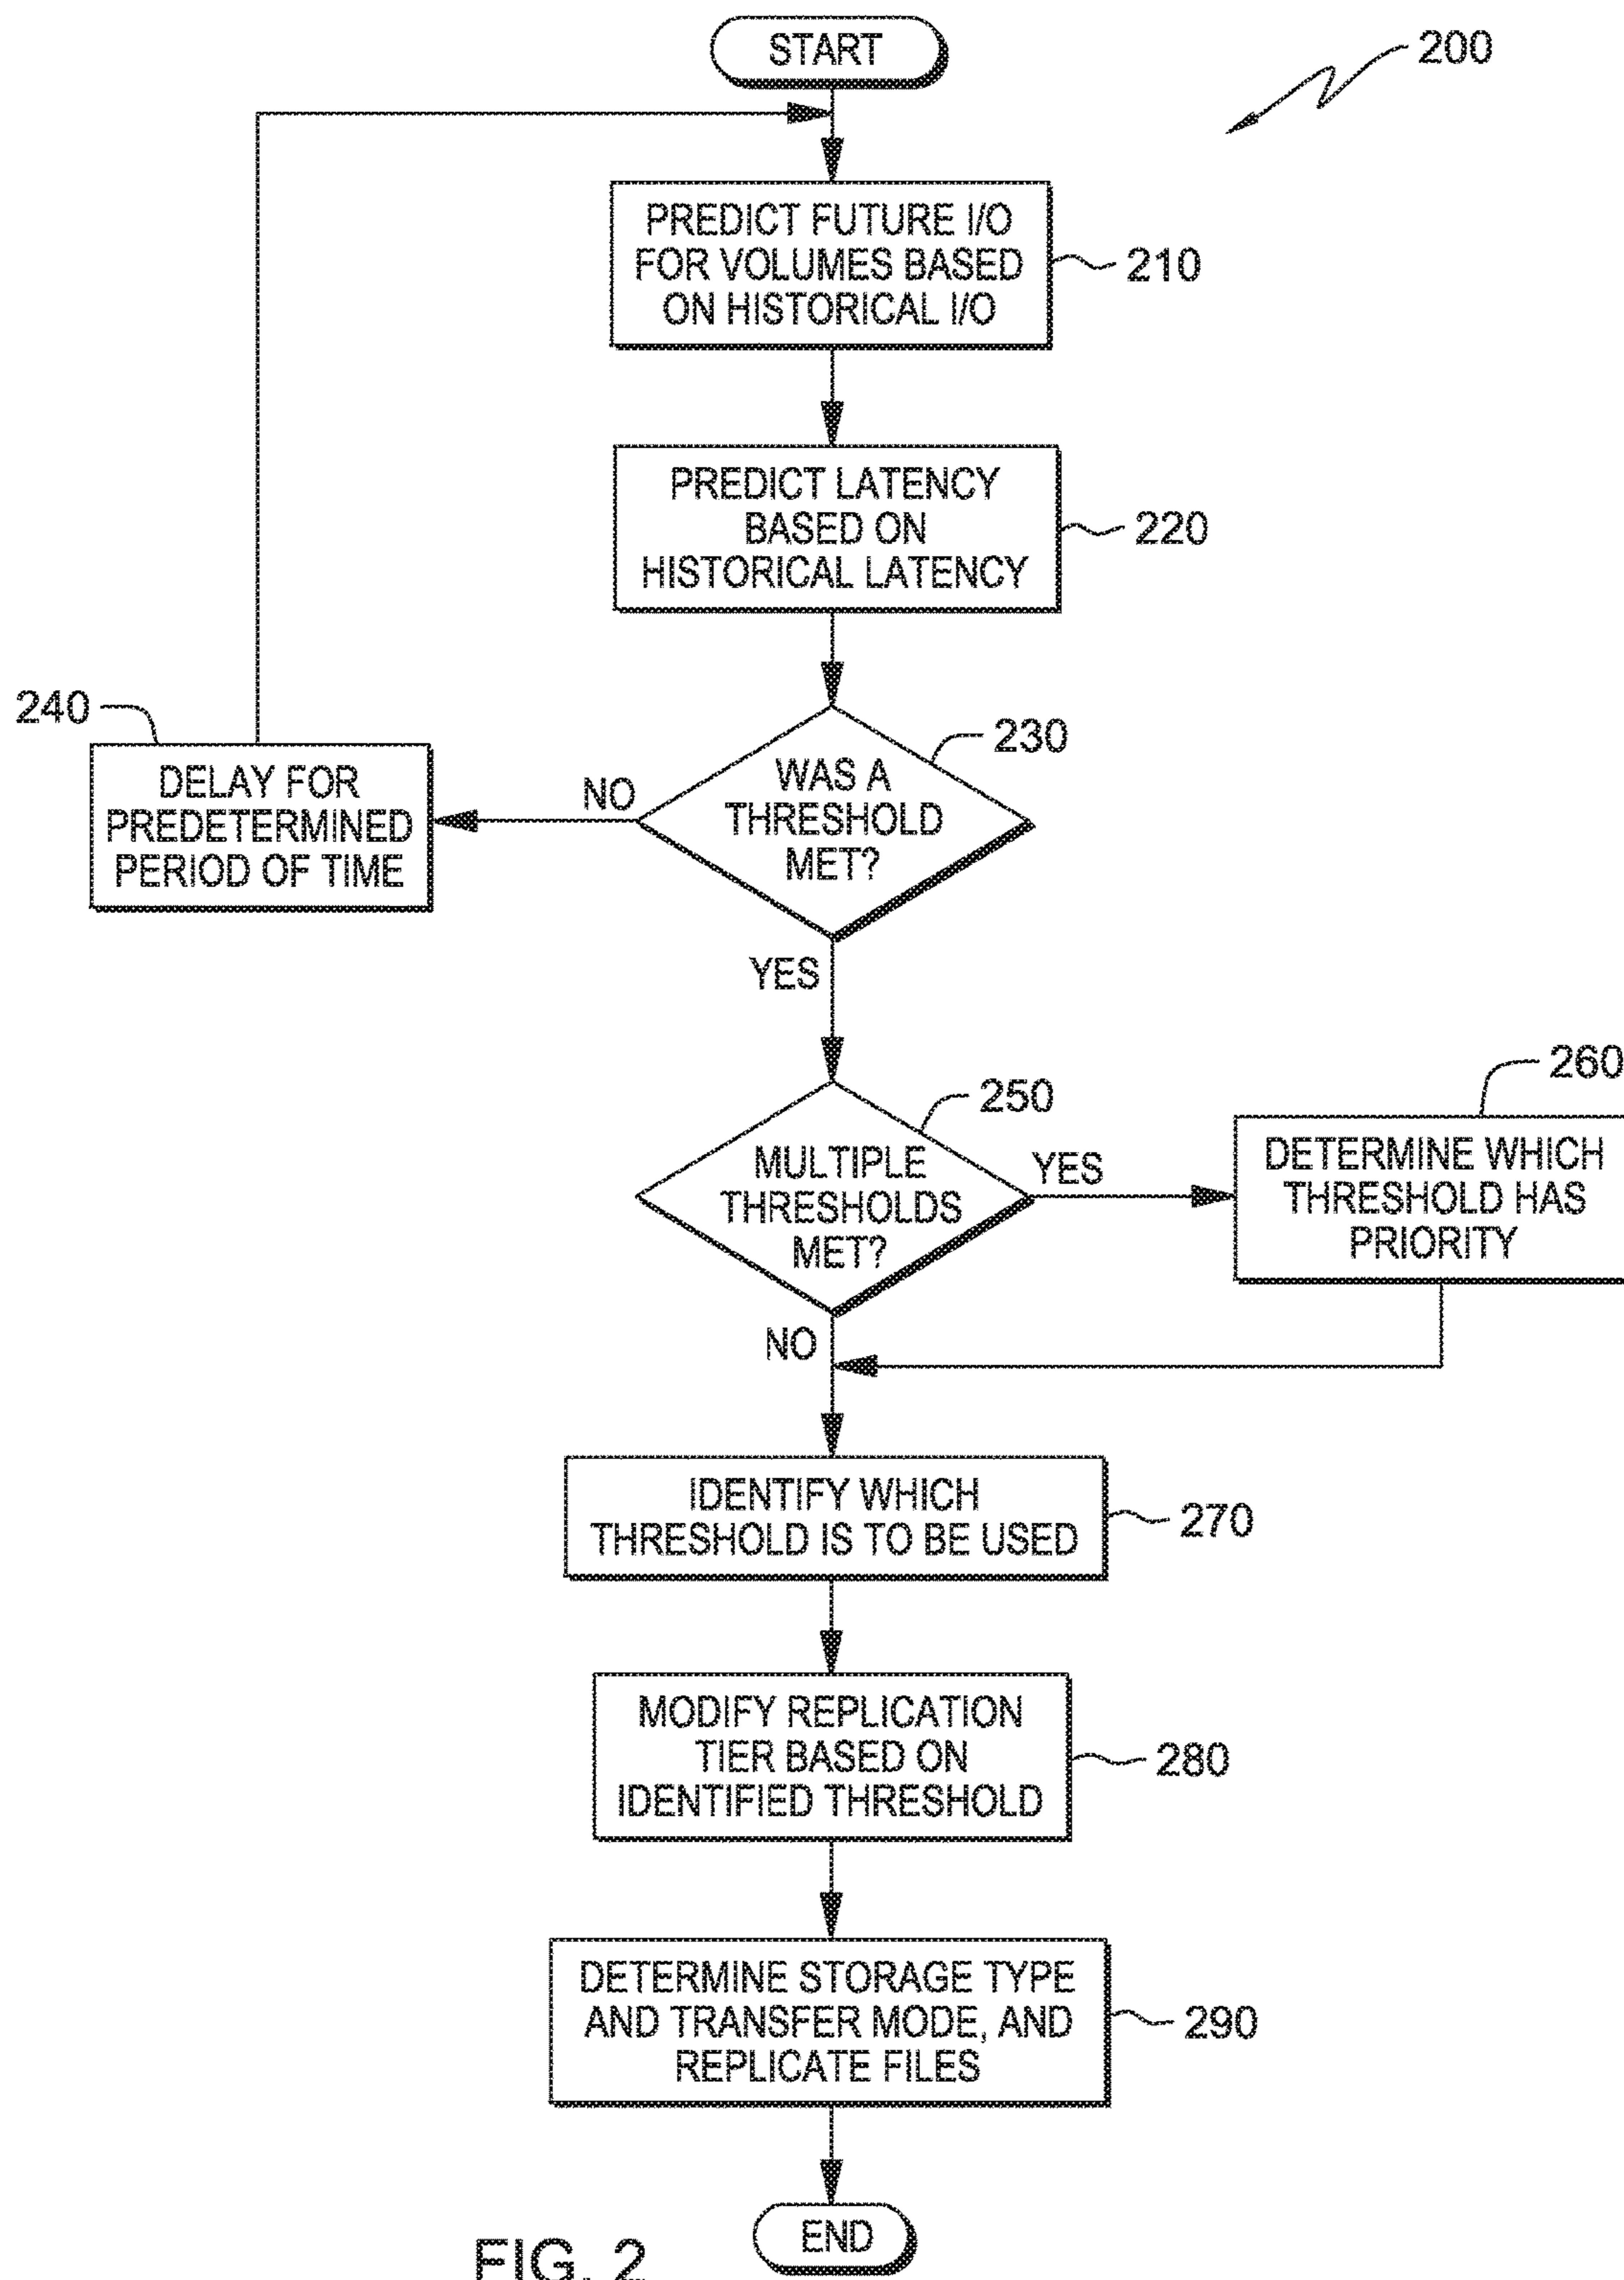 START
200
PREDICT FUTURE I/O
FOR VOLUMES BASED
ON HISTORICAL I/O
210
PREDICT LATENCY
BASED ON
HISTORICAL LATENCY
220
240
DELAY FOR
PREDETERMINED
PERIOD OF TIME
NO
230
WAS A
THRESHOLD
MET?
YES
250
MULTIPLE
THRESHOLDS
MET?
YES
260
DETERMINE WHICH
THRESHOLD HAS
PRIORITY
NO
IDENTIFY WHICH
THRESHOLD IS TO BE USED
270
MODIFY REPLICATION
TIER BASED ON
IDENTIFIED THRESHOLD
280
DETERMINE STORAGE TYPE
AND TRANSFER MODE, AND
REPLICATE FILES
290
END
FIG. 2